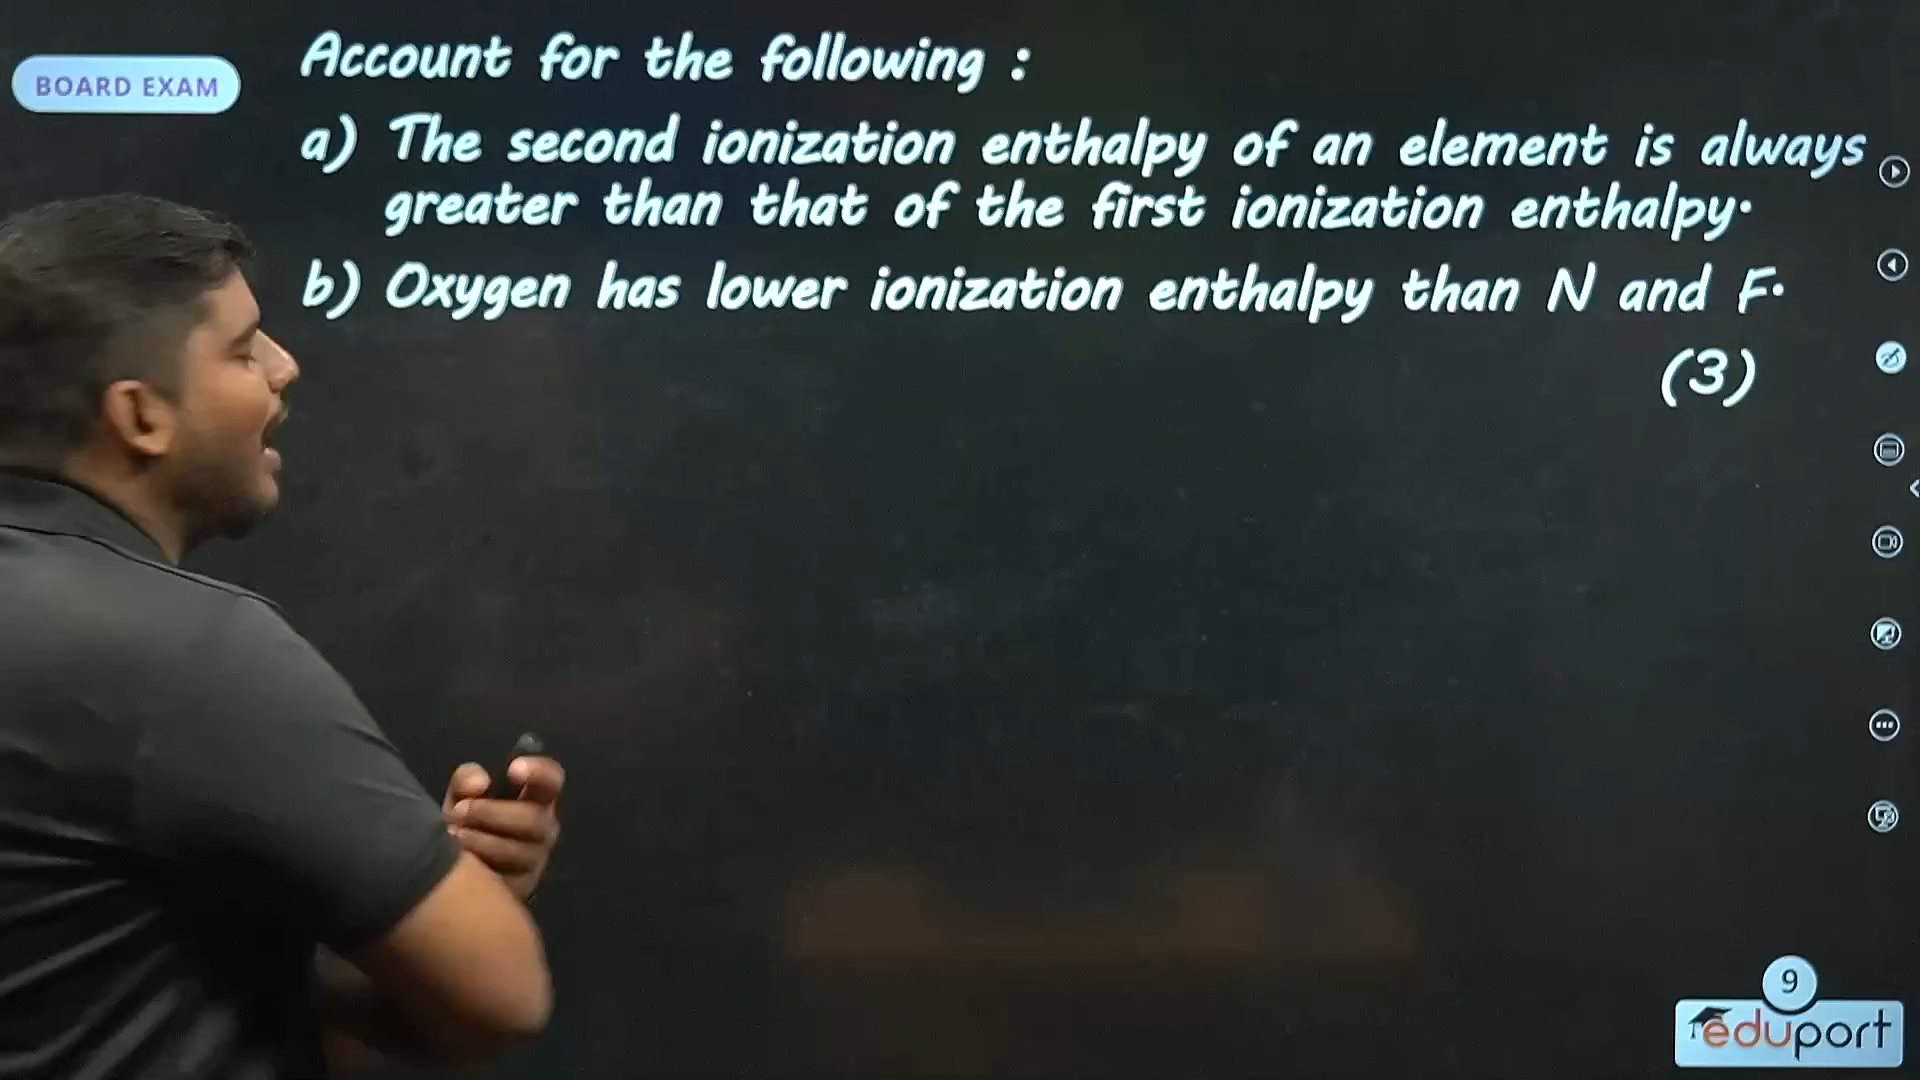 BOARD EXAM
Account for the following :
a) The second ionization enthalpy of an element is always
greater than that of the first ionization enthalpy.
b) Oxygen has lower ionization enthalpy than N and F.
(3)
9
eduport